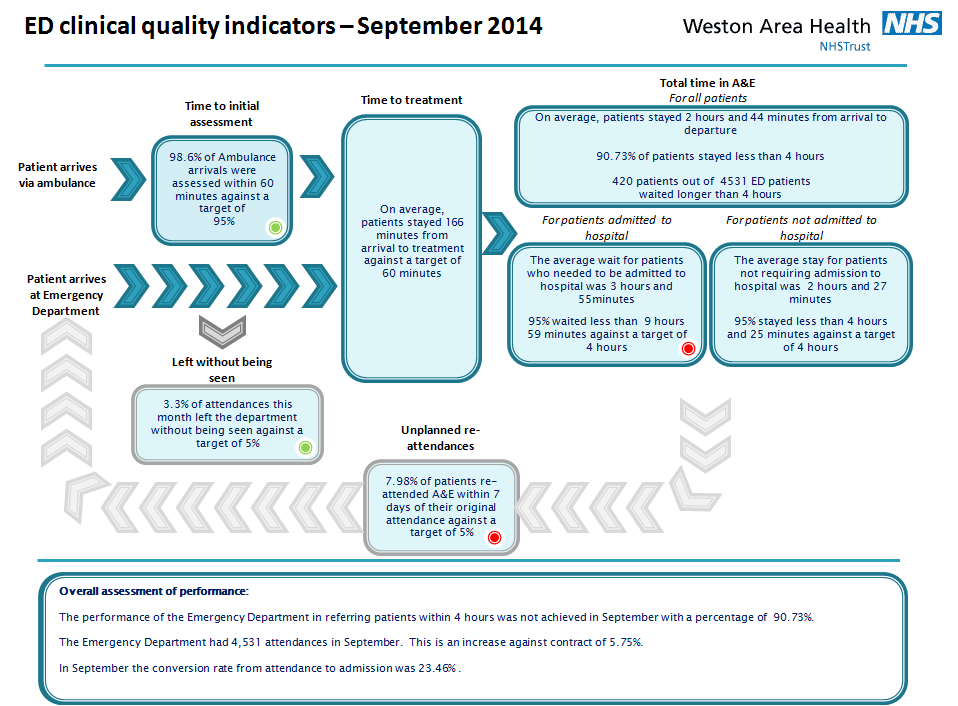 ED clinical quality indicators – September 2014
Weston Area Health NHS
NHSTrust
Total time in A&E
For all patients
Time to initial
assessment
Time to treatment
On average, patients stayed 2 hours and 44 minutes from arrival to
departure
90.73% of patients stayed less than 4 hours
420 patients out of 4531 ED patients
waited longer than 4 hours
Patient arrives
via ambulance
98.6% of Ambulance
arrivals were
assessed within 60
minutes against a
target of
95%
On average,
patients stayed 166
minutes from
arrival to treatment
against a target of
60 minutes
For patients admitted to
hospital
For patients not admitted to
hospital
Patient arrives
at Emergency
Department
The average wait for patients
who needed to be admitted to
hospital was 3 hours and
55minutes
95% waited less than 9 hours
59 minutes against a target of
4 hours
The average stay for patients
not requiring admission to
hospital was 2 hours and 27
minutes
95% stayed less than 4 hours
and 25 minutes against a target
of 4 hours
Left without being
seen
3.3% of attendances this
month left the department
without being seen against a
target of 5%
Unplanned re-
attendances
7.98% of patients re-
attended A&E within 7
days of their original
attendance against a
target of 5%
Overall assessment of performance:
The performance of the Emergency Department in referring patients within 4 hours was not achieved in September with a percentage of 90.73%.
The Emergency Department had 4,531 attendances in September. This is an increase against contract of 5.75%.
In September the conversion rate from attendance to admission was 23.46% .